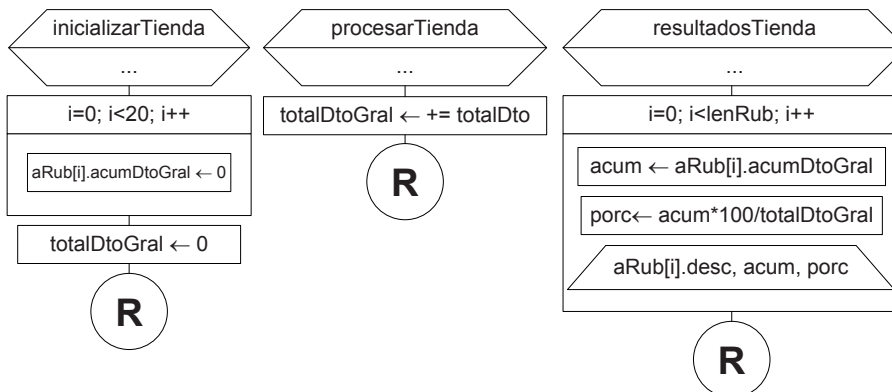 inicializarTienda
...
i=0; i<20; i++
aRub[i].acumDtoGral ← 0
totalDtoGral ← 0
R
procesarTienda
...
totalDtoGral ← += totalDto
R
resultadosTienda
...
i=0; i<lenRub; i++
acum ← aRub[i].acumDtoGral
porc← acum*100/totalDtoGral
aRub[i].desc, acum, porc
R